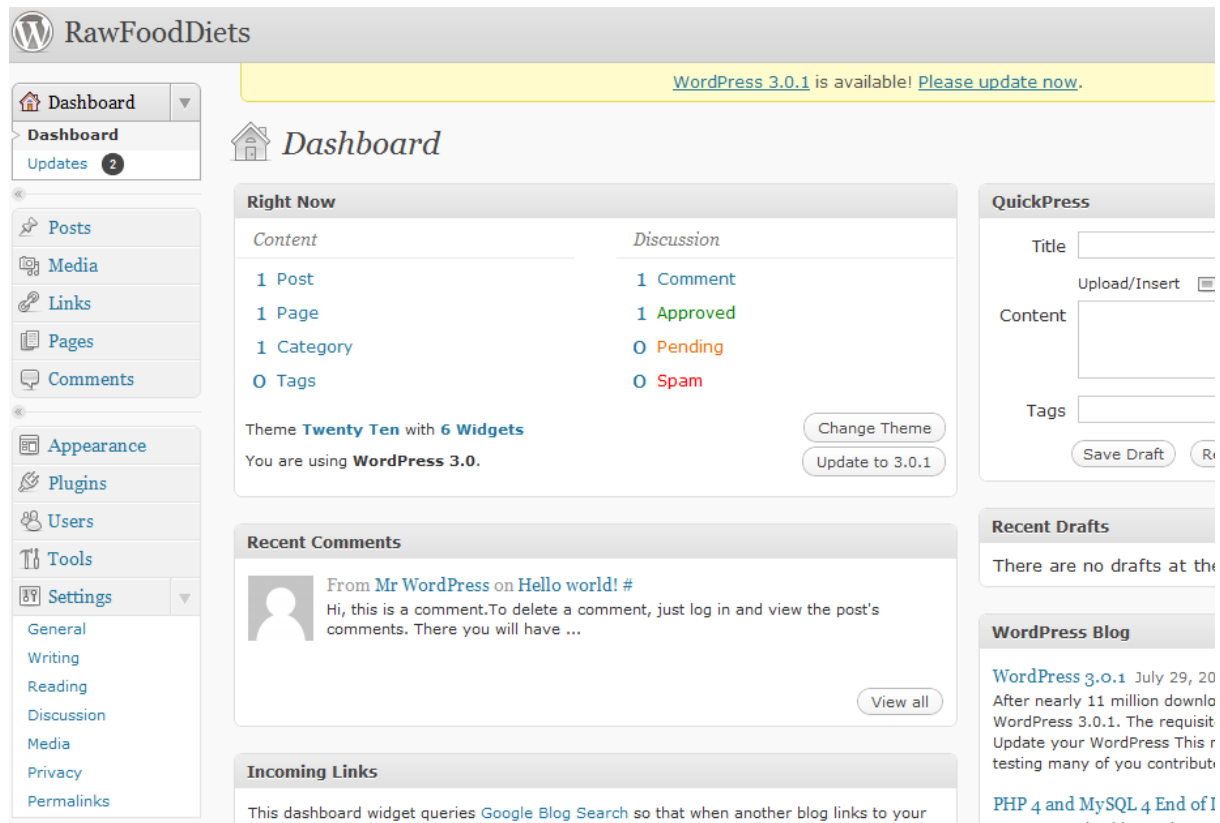 RawFoodDiets
WordPress 3.0.1 is available! Please update now.
Dashboard
Dashboard
Updates 2
Posts
Media
Links
Pages
Comments
Appearance
Plugins
Users
Tools
Settings
General
Writing
Reading
Discussion
Media
Privacy
Permalinks
Dashboard
Right Now
Content
1 Post
1 Page
1 Category
0 Tags
Discussion
1 Comment
1 Approved
0 Pending
0 Spam
Theme Twenty Ten with 6 Widgets
Change Theme
You are using WordPress 3.0.
Update to 3.0.1
Recent Comments
From Mr WordPress on Hello world! #
Hi, this is a comment.To delete a comment, just log in and view the post's
comments. There you will have ...
View all
Incoming Links
This dashboard widget queries Google Blog Search so that when another blog links to your
QuickPress
Title
Upload/Insert
Content
Tags
Save Draft
Recent Drafts
There are no drafts at the
WordPress Blog
WordPress 3.0.1 July 29, 20
After nearly 11 million downlo
WordPress 3.0.1. The requisit
Update your WordPress This r
testing many of you contribut
PHP 4 and MySQL 4 End of